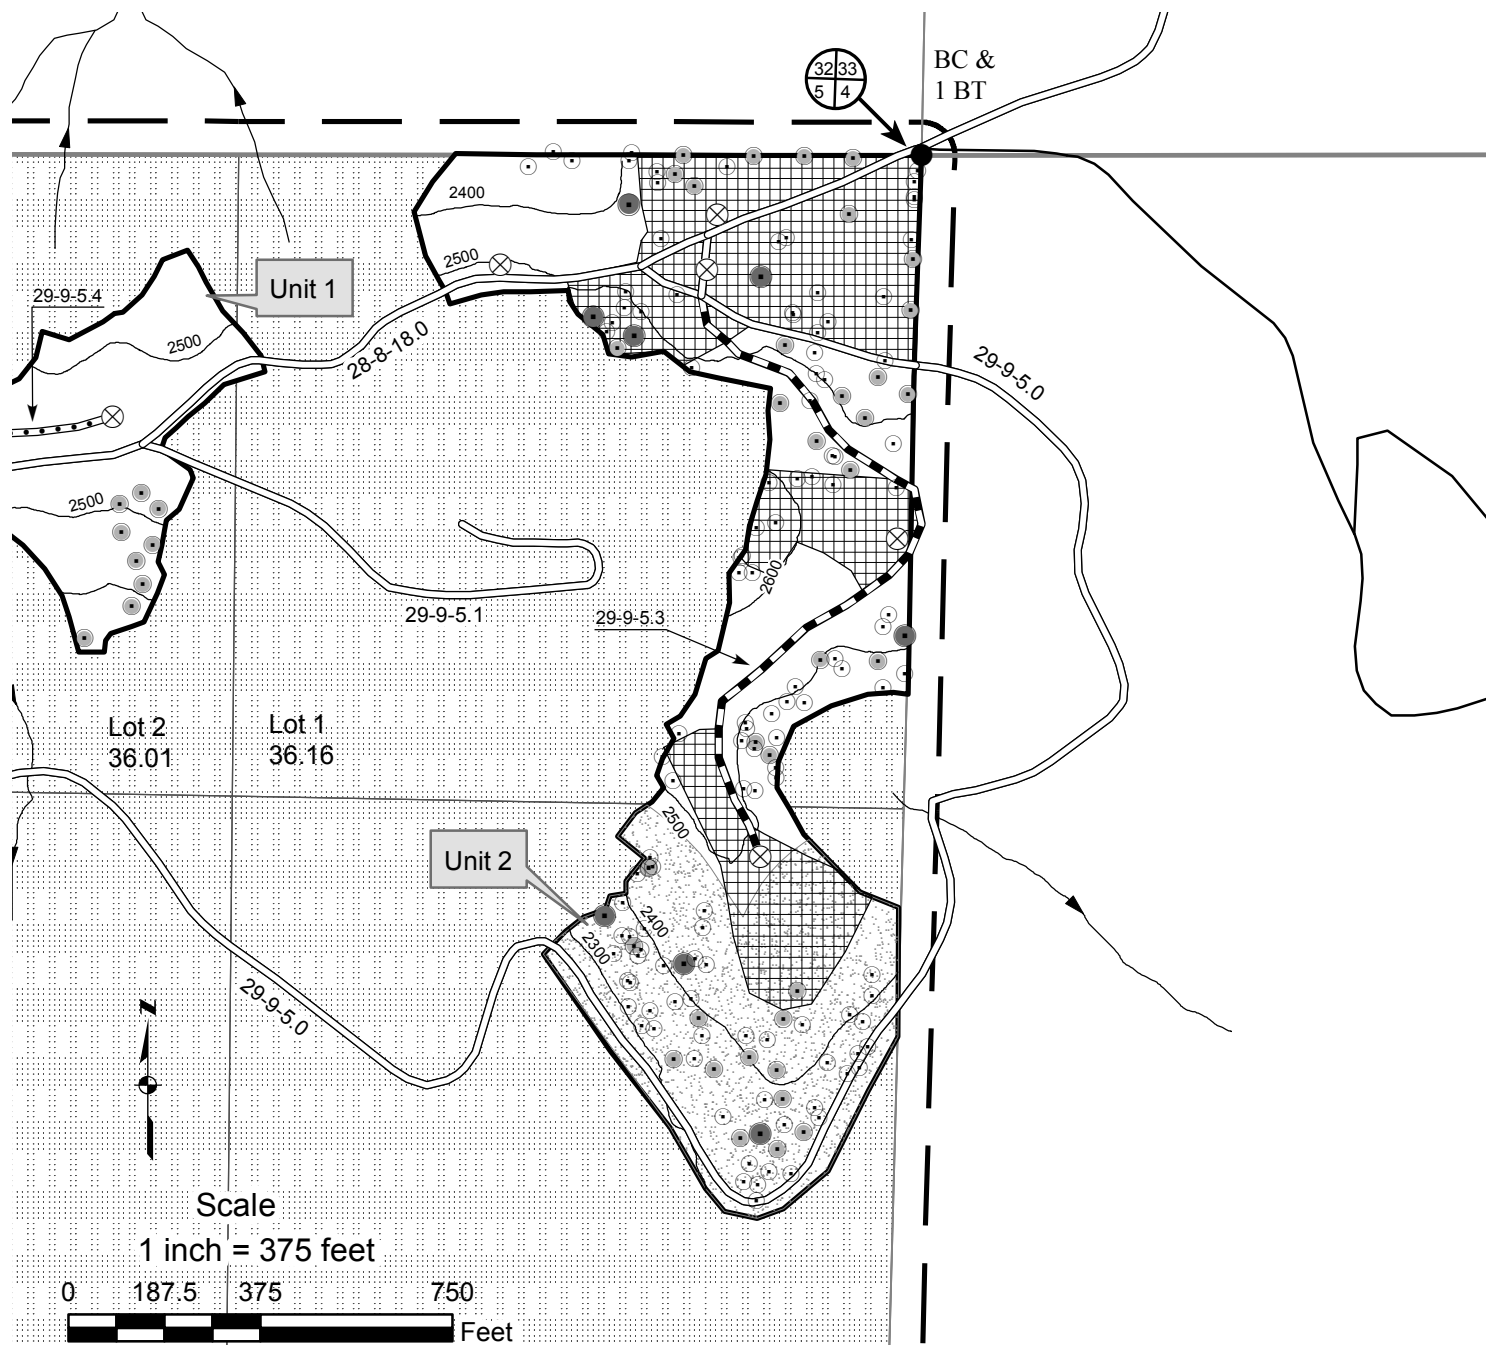 BC &
1 BT
32 33
5 4
2400
2500
Unit 1
29-9-5.4
2500
28-8-18.0
29-9-5.0
2500
29-9-5.1
2600
29-9-5.3
Lot 2
36.01
Lot 1
36.16
2500
Unit 2
2400
2300
29-9-5.0
N
Scale
1 inch = 375 feet
0 187.5 375 750
Feet